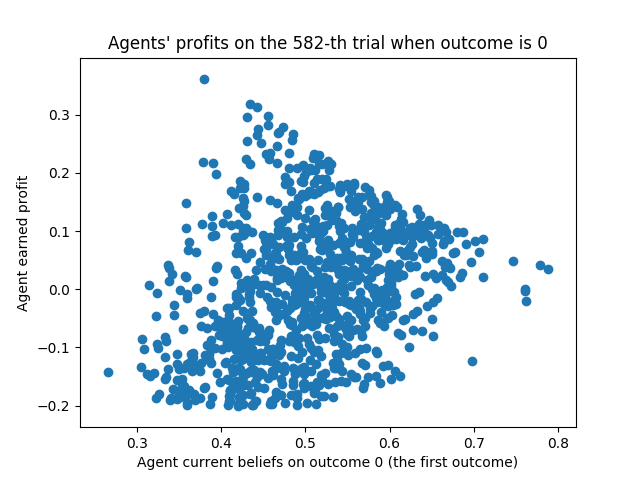 Agents' profits on the 582-th trial when outcome is 0
Agent earned profit
0.3
0.2
0.1
0.0
−0.1
−0.2
0.3 0.4 0.5 0.6 0.7 0.8
Agent current beliefs on outcome 0 (the first outcome)